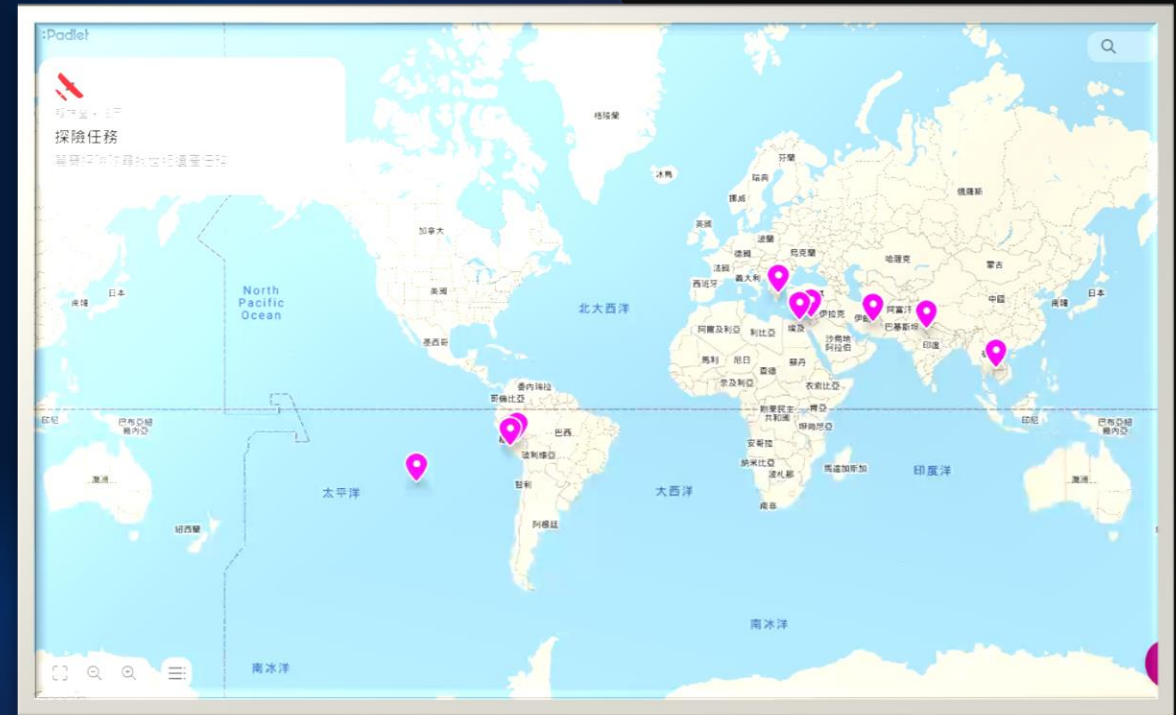 :Padlet
探險任務
格陵蘭
冰島
芬蘭
瑞典
挪威
俄羅斯
英國
波蘭
德國
烏克蘭
法國
哈薩克
蒙古
義大利
西班牙
加拿大
美國
墨西哥
North
Pacific
Ocean
北大西洋
日本
南韓
中國
日本
南韓
阿富汗
伊拉克
巴基斯坦
印度
阿爾及利亞
利比亞
埃及
沙烏地
阿拉伯
馬利
尼日
查德
蘇丹
奈及利亞
衣索比亞
委內瑞拉
哥倫比亞
巴西
玻利維亞
智利
阿根廷
剛果民主
共和國
肯亞
坦尚尼亞
安哥拉
納米比亞
波札那
馬達加斯加
南非
印尼
巴布亞紐
幾內亞
澳洲
紐西蘭
印尼
巴布亞紐
幾內亞
澳洲
太平洋
大西洋
印度洋
南冰洋
南冰洋